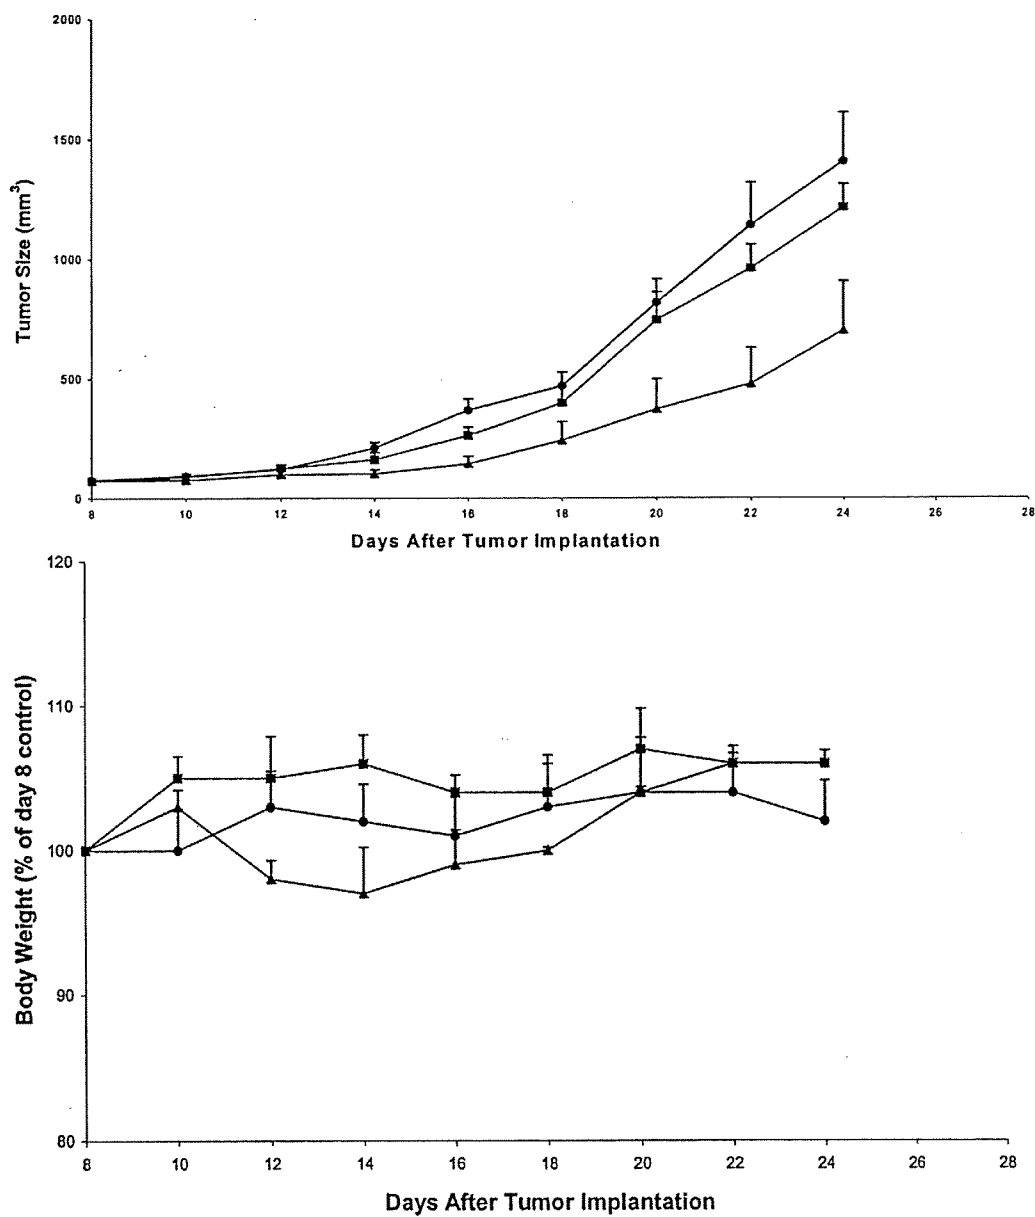 2000
1500
1000
500
0
Tumor Size (mm³)
8 10 12 14 16 18 20 22 24 26 28
Days After Tumor Implantation
120
110
100
90
80
Body Weight (% of day 8 control)
8 10 12 14 16 18 20 22 24 26 28
Days After Tumor Implantation